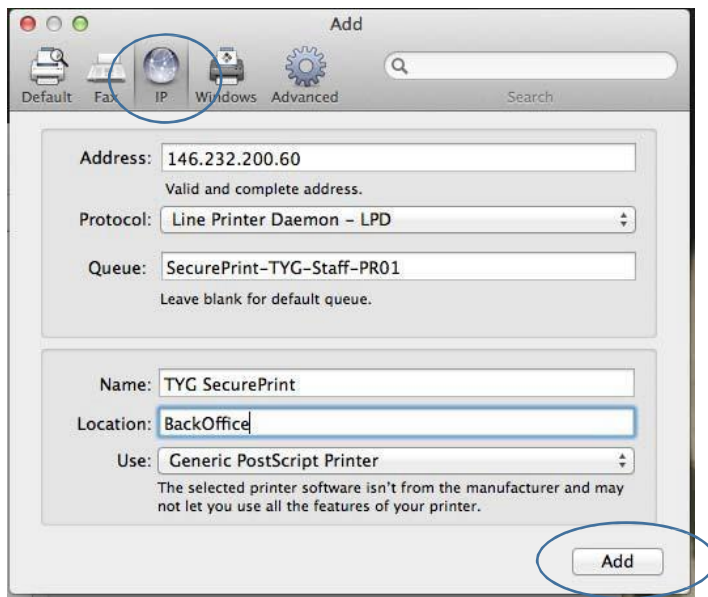 Add
Default Fax IP Windows Advanced Search
Address: 146.232.200.60
Valid and complete address.
Protocol: Line Printer Daemon – LPD
Queue: SecurePrint-TYG-Staff-PR01
Leave blank for default queue.
Name: TYG SecurePrint
Location: BackOffice
Use: Generic PostScript Printer
The selected printer software isn't from the manufacturer and may
not let you use all the features of your printer.
Add